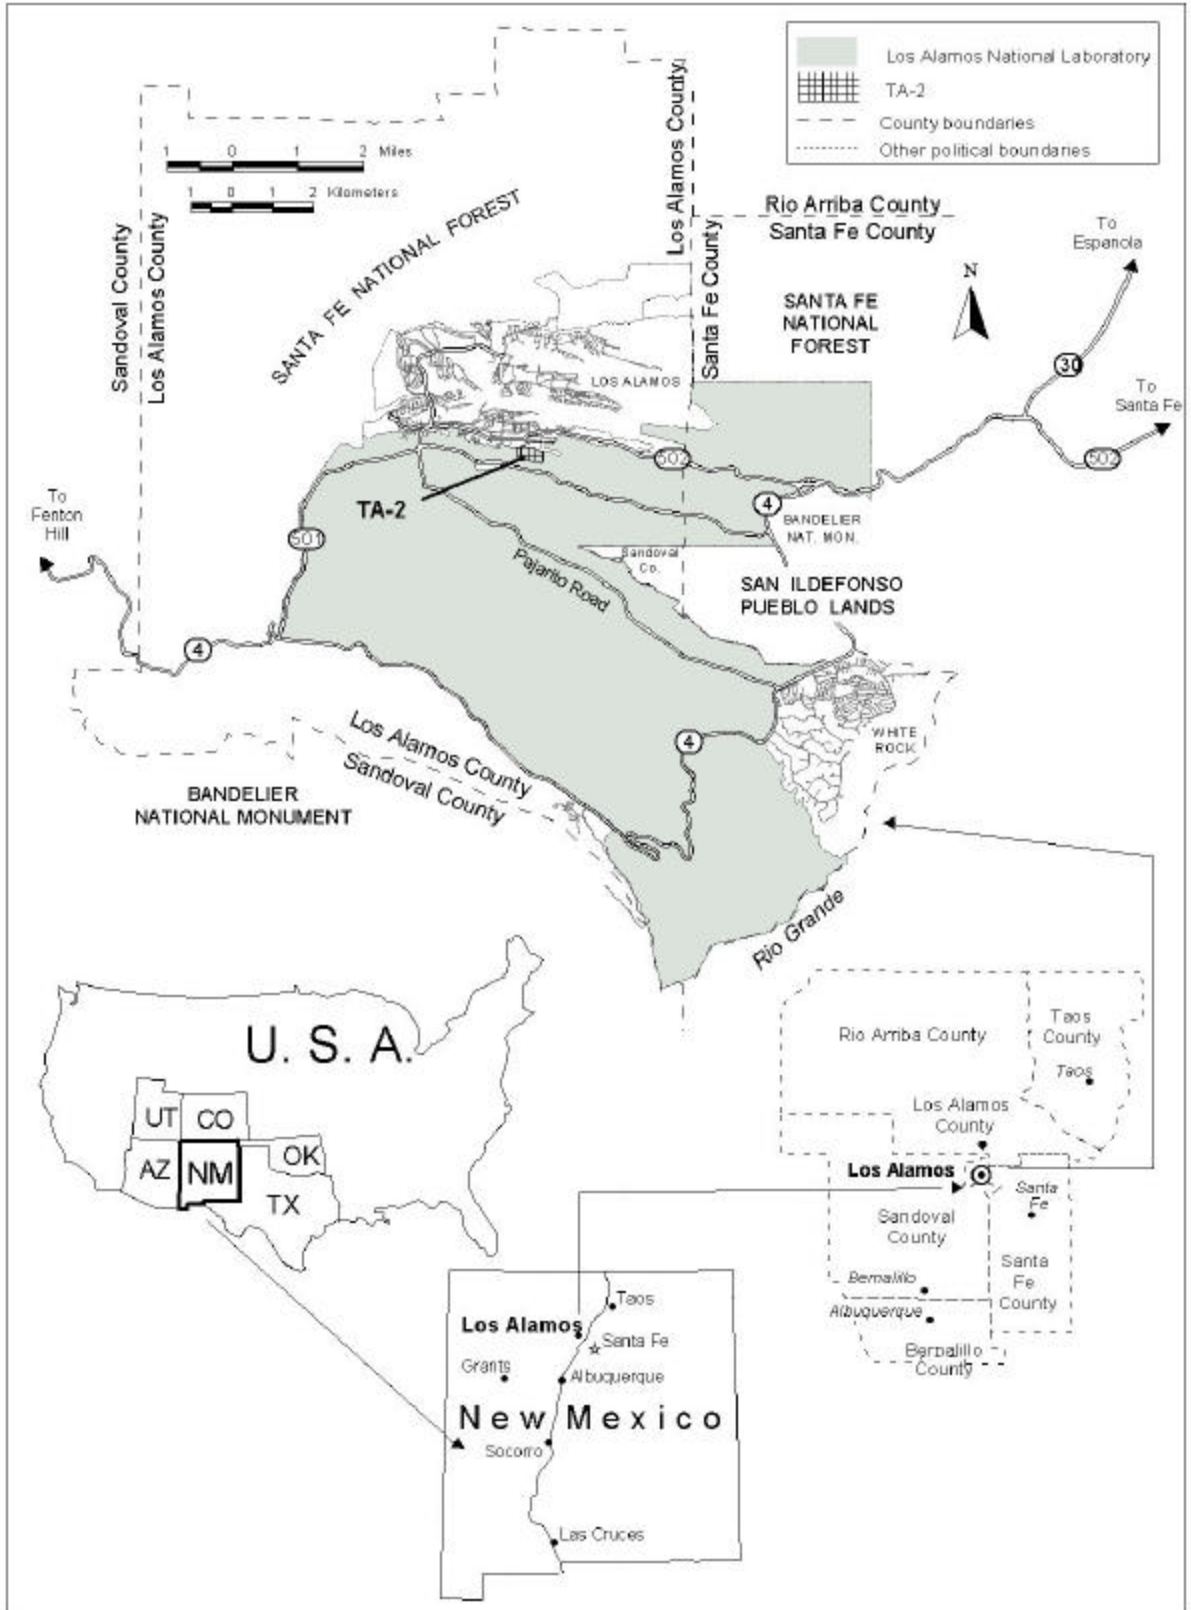 Los Alamos National Laboratory
TA-2
County boundaries
Other political boundaries
1 0 1 2 Miles
1 0 1 2 Kilometers
Los Alamos County
Santa Fe County
Rio Arriba County
Santa Fe County
Sandoval County
Los Alamos County
SANTA FE NATIONAL FOREST
To
Espanola
N
SANTA FE
NATIONAL
FOREST
30
To
Santa Fe
LOS ALAMOS
502
502
TA-2
4
BANDELIER
NAT. MON.
To
Fenton
Hill
501
Sandoval
Co.
Pajarito Road
SAN ILDEFONSO
PUEBLO LANDS
4
Los Alamos County
Sandoval County
4
WHITE
ROCK
BANDELIER
NATIONAL MONUMENT
Rio Grande
U. S. A.
UT
CO
AZ
NM
OK
TX
Rio Arriba County
Taos
County
Taos
Los Alamos
County
Los Alamos
Santa
Fe
Sandoval
County
Santa
Fe
County
Bernalillo
Albuquerque
Bernalillo
County
Taos
Los Alamos
Santa Fe
Grants
Albuquerque
New Mexico
Socorro
Las Cruces